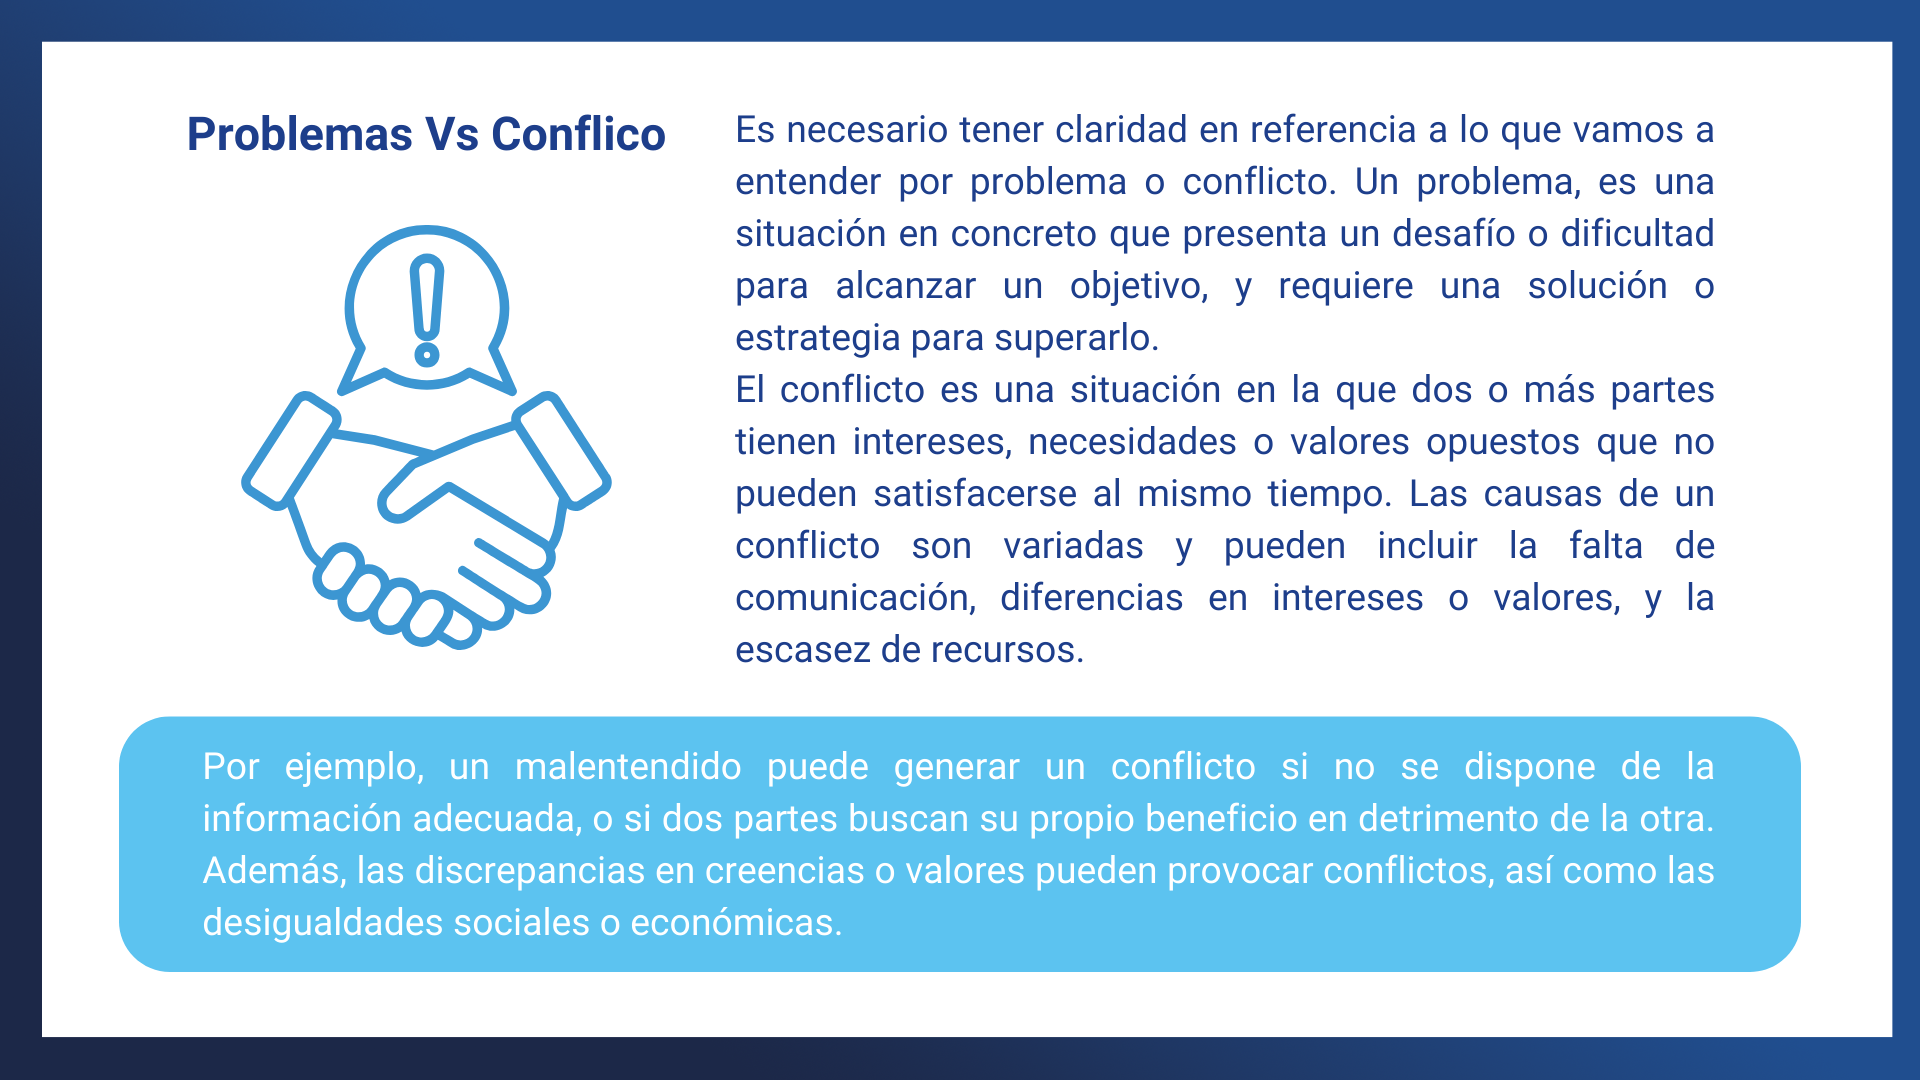 Problemas Vs Conflico
Es necesario tener claridad en referencia a lo que vamos a
entender por problema o conflicto. Un problema, es una
situación en concreto que presenta un desafío o dificultad
para alcanzar un objetivo, y requiere una solución o
estrategia para superarlo.
El conflicto es una situación en la que dos o más partes
tienen intereses, necesidades o valores opuestos que no
pueden satisfacerse al mismo tiempo. Las causas de un
conflicto son variadas y pueden incluir la falta de
comunicación, diferencias en intereses o valores, y la
escasez de recursos.
Por ejemplo, un malentendido puede generar un conflicto si no se dispone de la
información adecuada, o si dos partes buscan su propio beneficio en detrimento de la otra.
Además, las discrepancias en creencias o valores pueden provocar conflictos, así como las
desigualdades sociales o económicas.